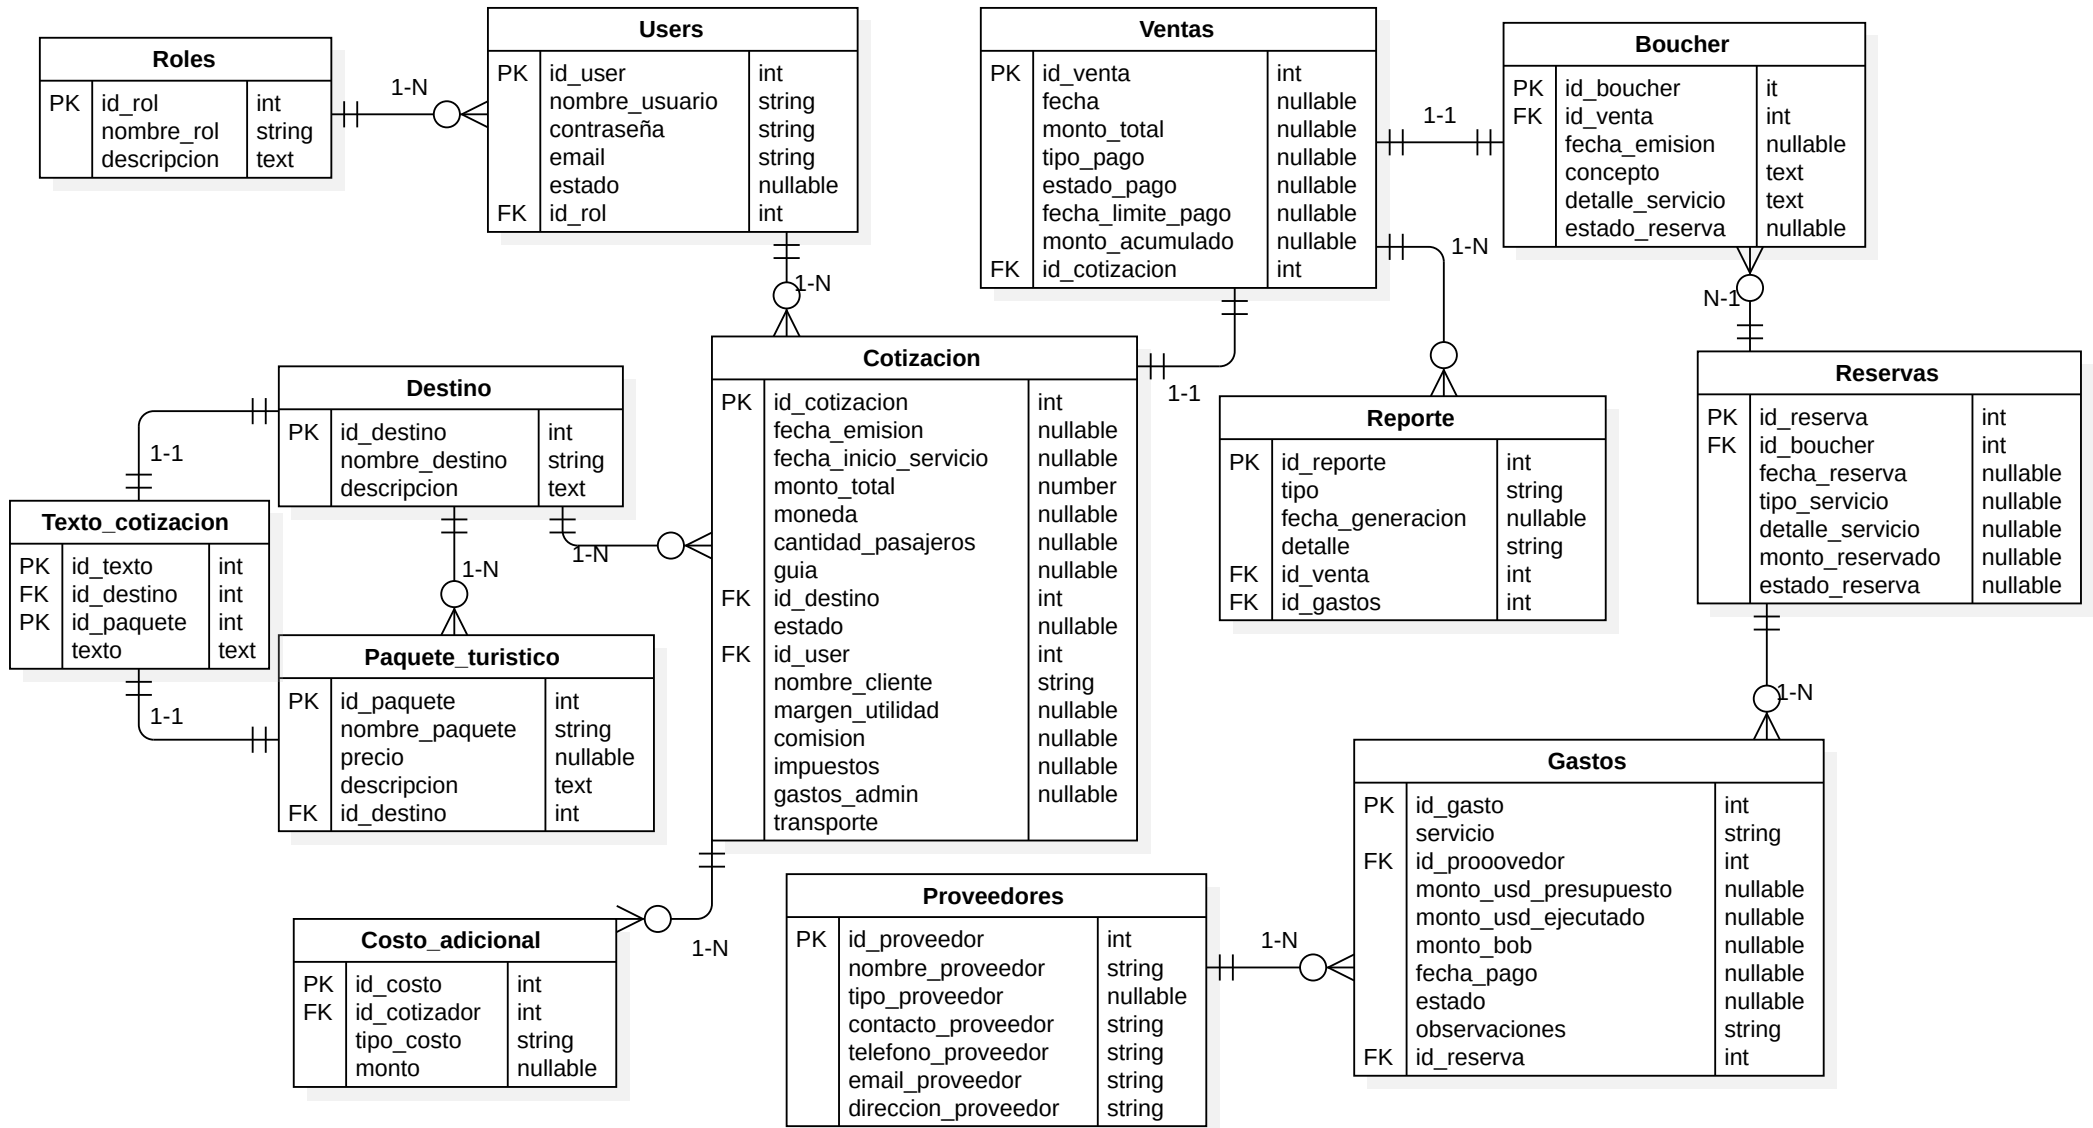 Roles
PK id_rol int
nombre_rol string
descripcion text
1-N
Users
PK id_user int
nombre_usuario string
contraseña string
email string
estado nullable
FK id_rol int
1-N
Ventas
PK id_venta int
fecha nullable
monto_total nullable
tipo_pago nullable
estado_pago nullable
fecha_limite_pago nullable
monto_acumulado nullable
FK id_cotizacion int
1-1
1-N
Boucher
PK id_boucher it
FK id_venta int
fecha_emision nullable
concepto text
detalle_servicio text
estado_reserva nullable
N-1
Destino
PK id_destino int
nombre_destino string
descripcion text
1-1
1-N
1-N
Cotizacion
PK id_cotizacion int
fecha_emision nullable
fecha_inicio_servicio nullable
monto_total number
moneda nullable
cantidad_pasajeros nullable
guia nullable
FK id_destino int
estado nullable
FK id_user int
nombre_cliente string
margen_utilidad nullable
comision nullable
impuestos nullable
gastos_admin nullable
transporte
1-1
Reporte
PK id_reporte int
tipo string
fecha_generacion nullable
detalle string
FK id_venta int
FK id_gastos int
Reservas
PK id_reserva int
FK id_boucher int
fecha_reserva nullable
tipo_servicio nullable
detalle_servicio nullable
monto_reservado nullable
estado_reserva nullable
1-N
Texto_cotizacion
PK id_texto int
FK id_destino int
PK id_paquete int
texto text
1-1
Paquete_turistico
PK id_paquete int
nombre_paquete string
precio nullable
descripcion text
FK id_destino int
Costo_adicional
PK id_costo int
FK id_cotizador int
tipo_costo string
monto nullable
1-N
Proveedores
PK id_proveedor int
nombre_proveedor string
tipo_proveedor nullable
contacto_proveedor string
telefono_proveedor string
email_proveedor string
direccion_proveedor string
1-N
Gastos
PK id_gasto int
servicio string
FK id_prooovedor int
monto_usd_presupuesto nullable
monto_usd_ejecutado nullable
monto_bob nullable
fecha_pago nullable
estado nullable
observaciones string
FK id_reserva int